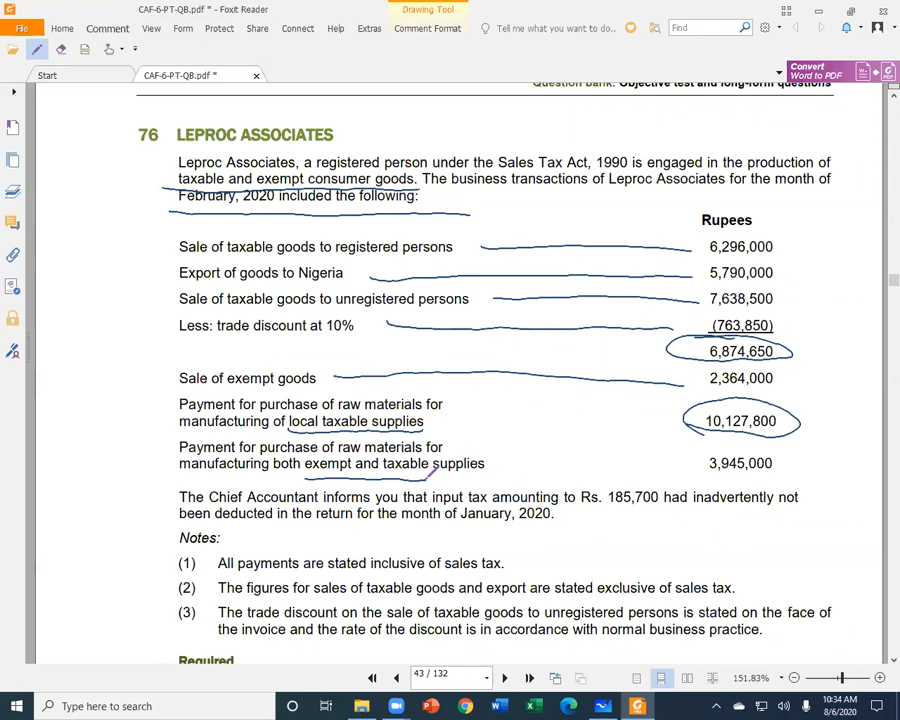 CAF-6-PT-QB.pdf * - Foxit Reader
Drawing Tool
File Home Comment View Form Protect Share Connect Help Extras Comment Format Tell me what you want to do.. Find
Start CAF-6-PT-QB.pdf *
Convert
Word to PDF
Question bank: Objective test and long-form questions
76 LEPROC ASSOCIATES
Leproc Associates, a registered person under the Sales Tax Act, 1990 is engaged in the production of
taxable and exempt consumer goods. The business transactions of Leproc Associates for the month of
February, 2020 included the following:
Rupees
Sale of taxable goods to registered persons 6,296,000
Export of goods to Nigeria 5,790,000
Sale of taxable goods to unregistered persons 7,638,500
Less: trade discount at 10% (763,850)
6,874,650
Sale of exempt goods 2,364,000
Payment for purchase of raw materials for
manufacturing of local taxable supplies 10,127,800
Payment for purchase of raw materials for
manufacturing both exempt and taxable supplies 3,945,000
The Chief Accountant informs you that input tax amounting to Rs. 185,700 had inadvertently not
been deducted in the return for the month of January, 2020.
Notes:
(1) All payments are stated inclusive of sales tax.
(2) The figures for sales of taxable goods and export are stated exclusive of sales tax.
(3) The trade discount on the sale of taxable goods to unregistered persons is stated on the face of
the invoice and the rate of the discount is in accordance with normal business practice.
Required
43 / 132
151.83%
Type here to search
10:34 AM
8/6/2020